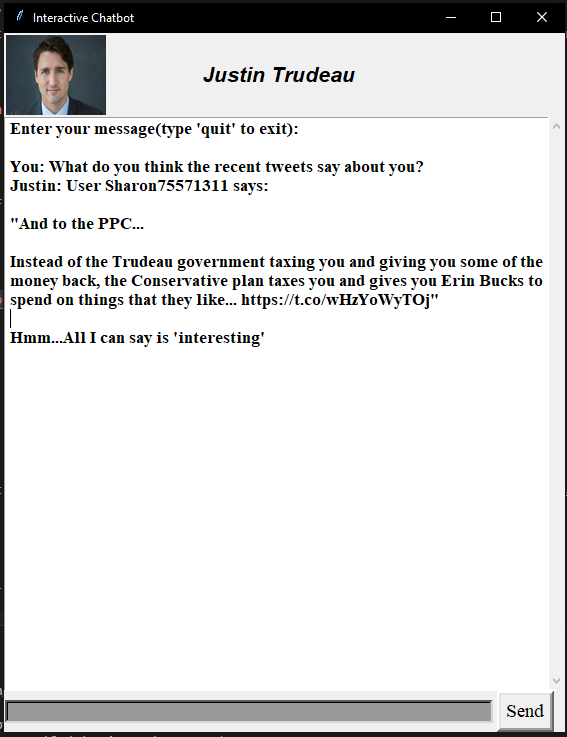 Interactive Chatbot
Justin Trudeau
Enter your message(type 'quit' to exit):
You: What do you think the recent tweets say about you?
Justin: User Sharon75571311 says:
"And to the PPC...
Instead of the Trudeau government taxing you and giving you some of the
money back, the Conservative plan taxes you and gives you Erin Bucks to
spend on things that they like... https://t.co/wHzYoWyTOj"
Hmm...All I can say is 'interesting'
Send